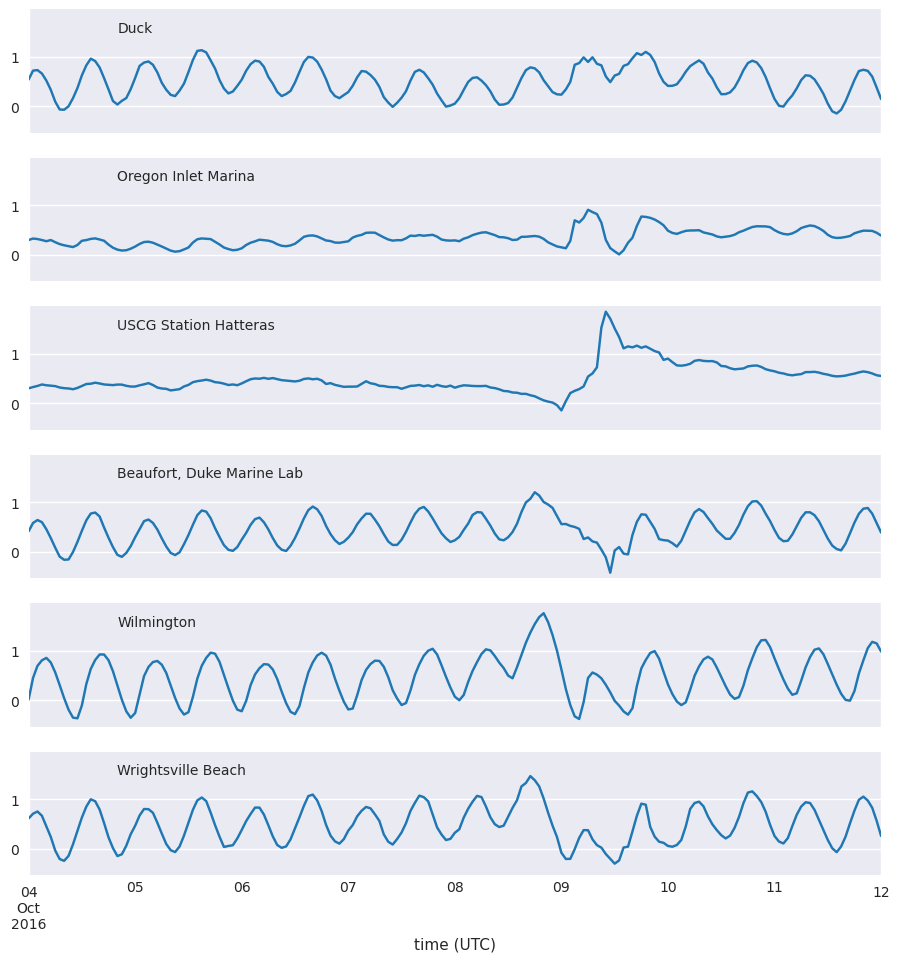 Duck
1
0
Oregon Inlet Marina
1
0
USCG Station Hatteras
1
0
Beaufort, Duke Marine Lab
1
0
Wilmington
1
0
Wrightsville Beach
1
0
04 05 06 07 08 09 10 11 12
Oct
2016
time (UTC)